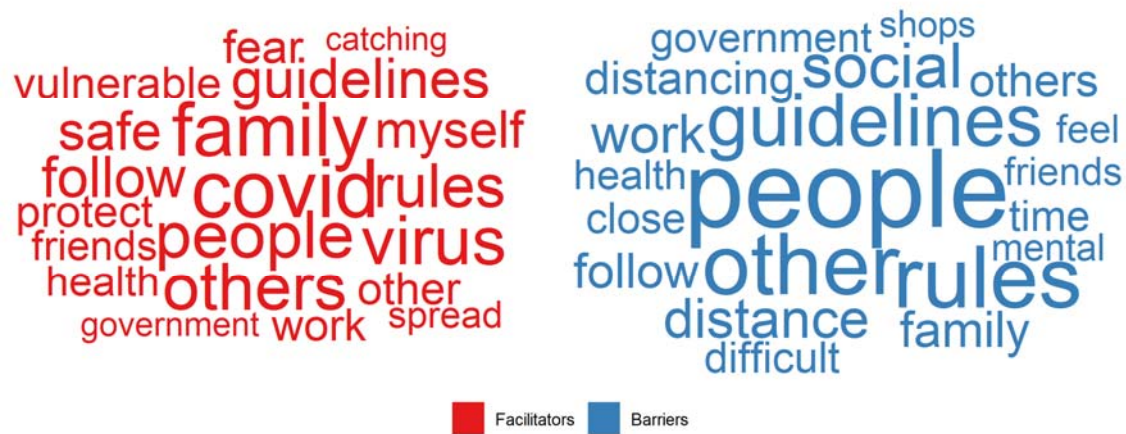 fear catching
vulnerable guidelines
safe family myself
follow covid rules
protect
friends people virus
health others other
government work spread
government shops
distancing social others
work guidelines feel
health people friends
close time
mental
follow other rules
distance family
difficult
Facilitators Barriers